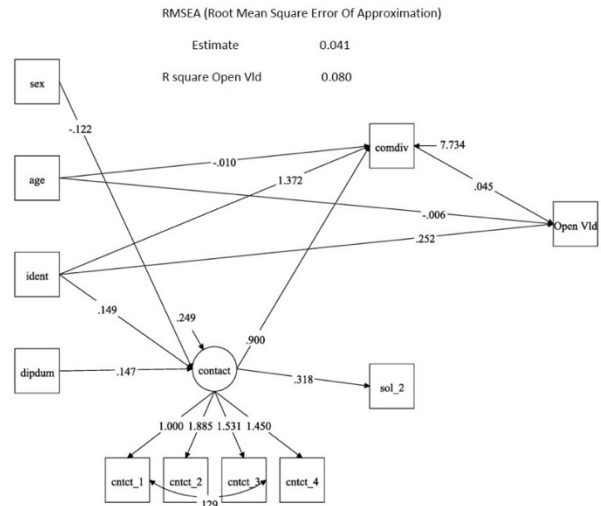 RMSEA (Root Mean Square Error Of Approximation)
Estimate 0.041
R square Open Vld 0.080
sex
-.122
comdiv
7.734
age
-.010
1.372
.045
-.006
Open Vld
.252
ident
.149
.249
.900
dipdum
.147
contact
.318
sol_2
1.000 1.885 1.531 1.450
cntct_1 cntct_2 cntct_3 cntct_4
.129